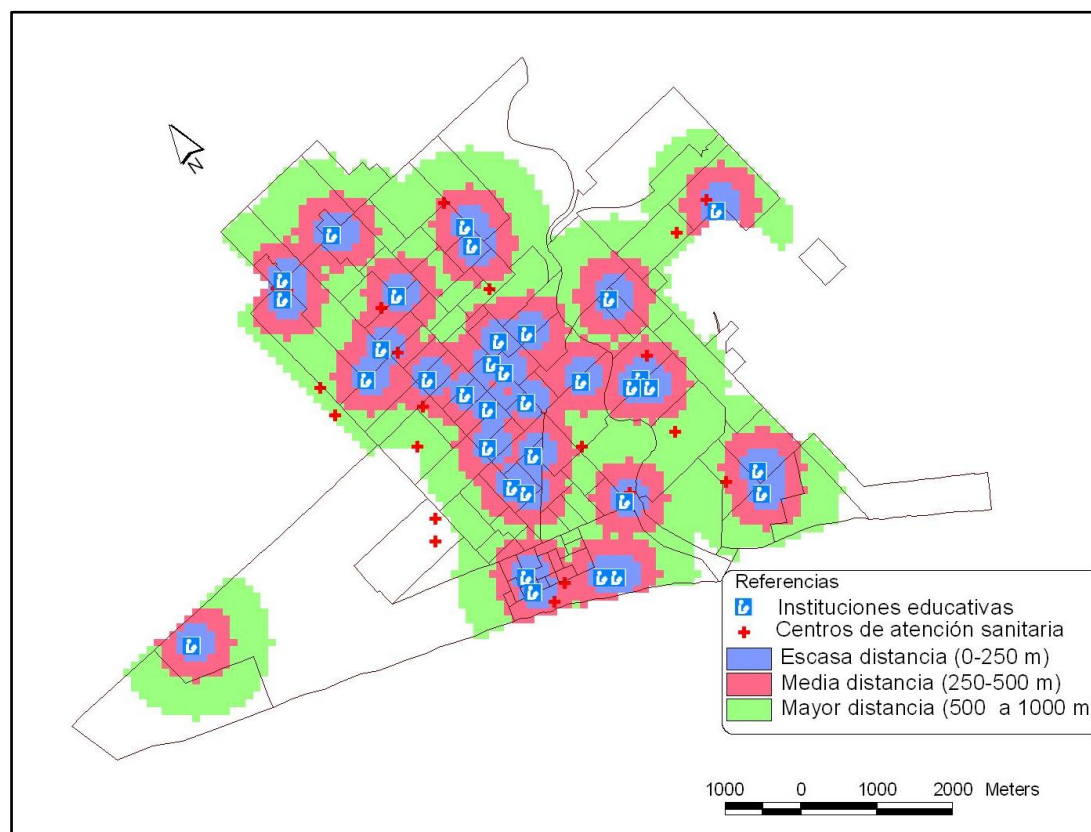 N
Referencias
Instituciones educativas
Centros de atención sanitaria
Escasa distancia (0-250 m)
Media distancia (250-500 m)
Mayor distancia (500 a 1000 m
1000 0 1000 2000 Meters